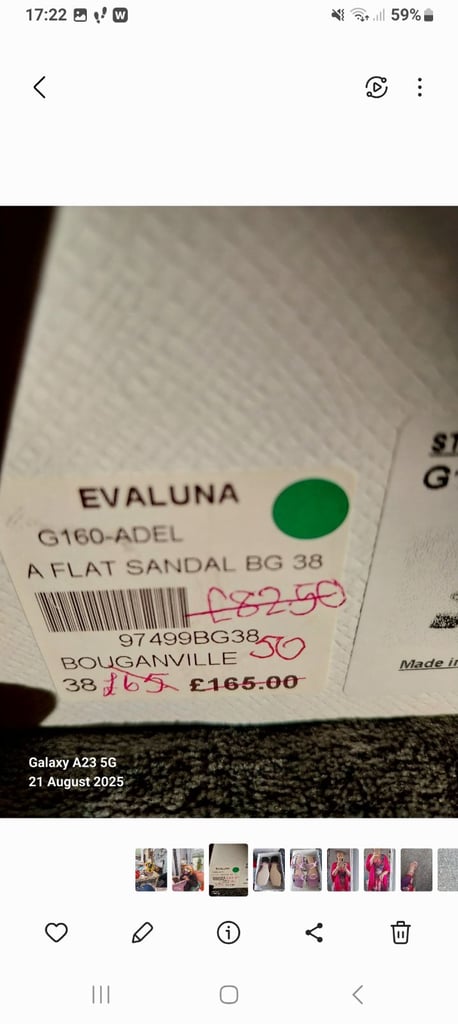 17:22 W 59%
EVALUNA
G160-ADEL
A FLAT SANDAL BG 38
£82.50
97499BG38
50
BOUGANVILLE
38 £65 £165.00
ST
G
Made in
Galaxy A23 5G
21 August 2025